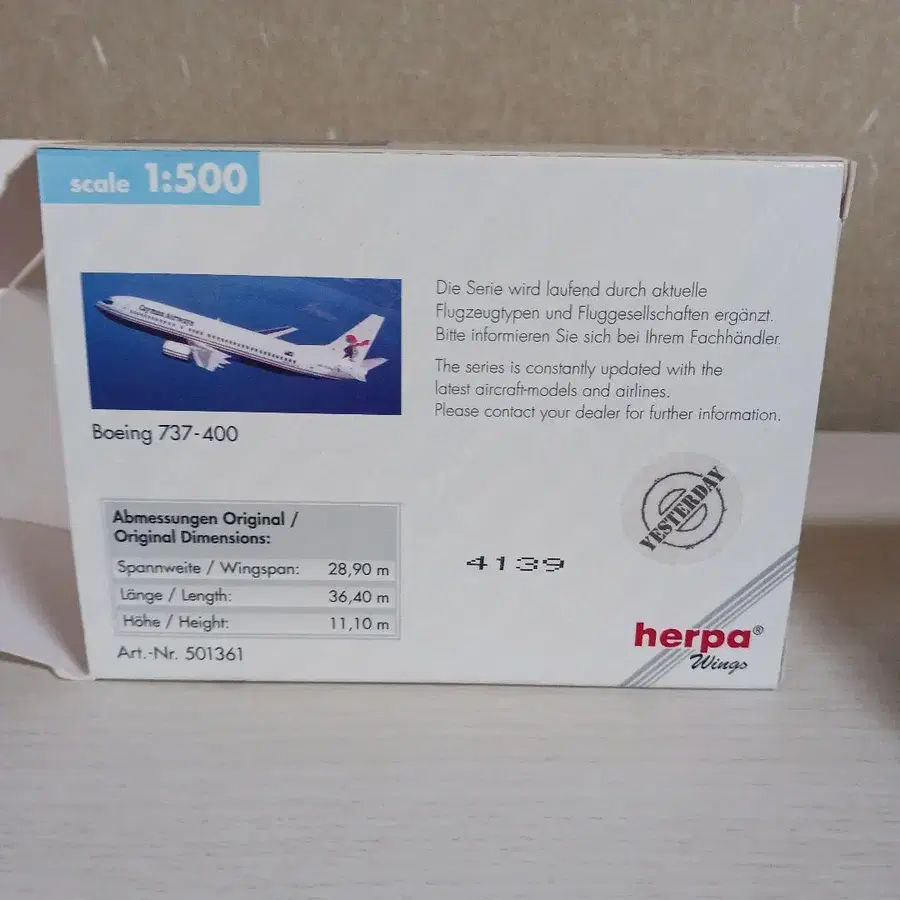 scale 1:500
Cayman Airways
Boeing 737-400
Die Serie wird laufend durch aktuelle
Flugzeugtypen und Fluggesellschaften ergänzt.
Bitte informieren Sie sich bei Ihrem Fachhändler.
The series is constantly updated with the
latest aircraft-models and airlines.
Please contact your dealer for further information.
YESTERDAY
Abmessungen Original /
Original Dimensions:
Spannweite / Wingspan: 28,90 m
Länge / Length: 36,40 m
Höhe / Height: 11,10 m
Art.-Nr. 501361
4139
herpa®
Wings